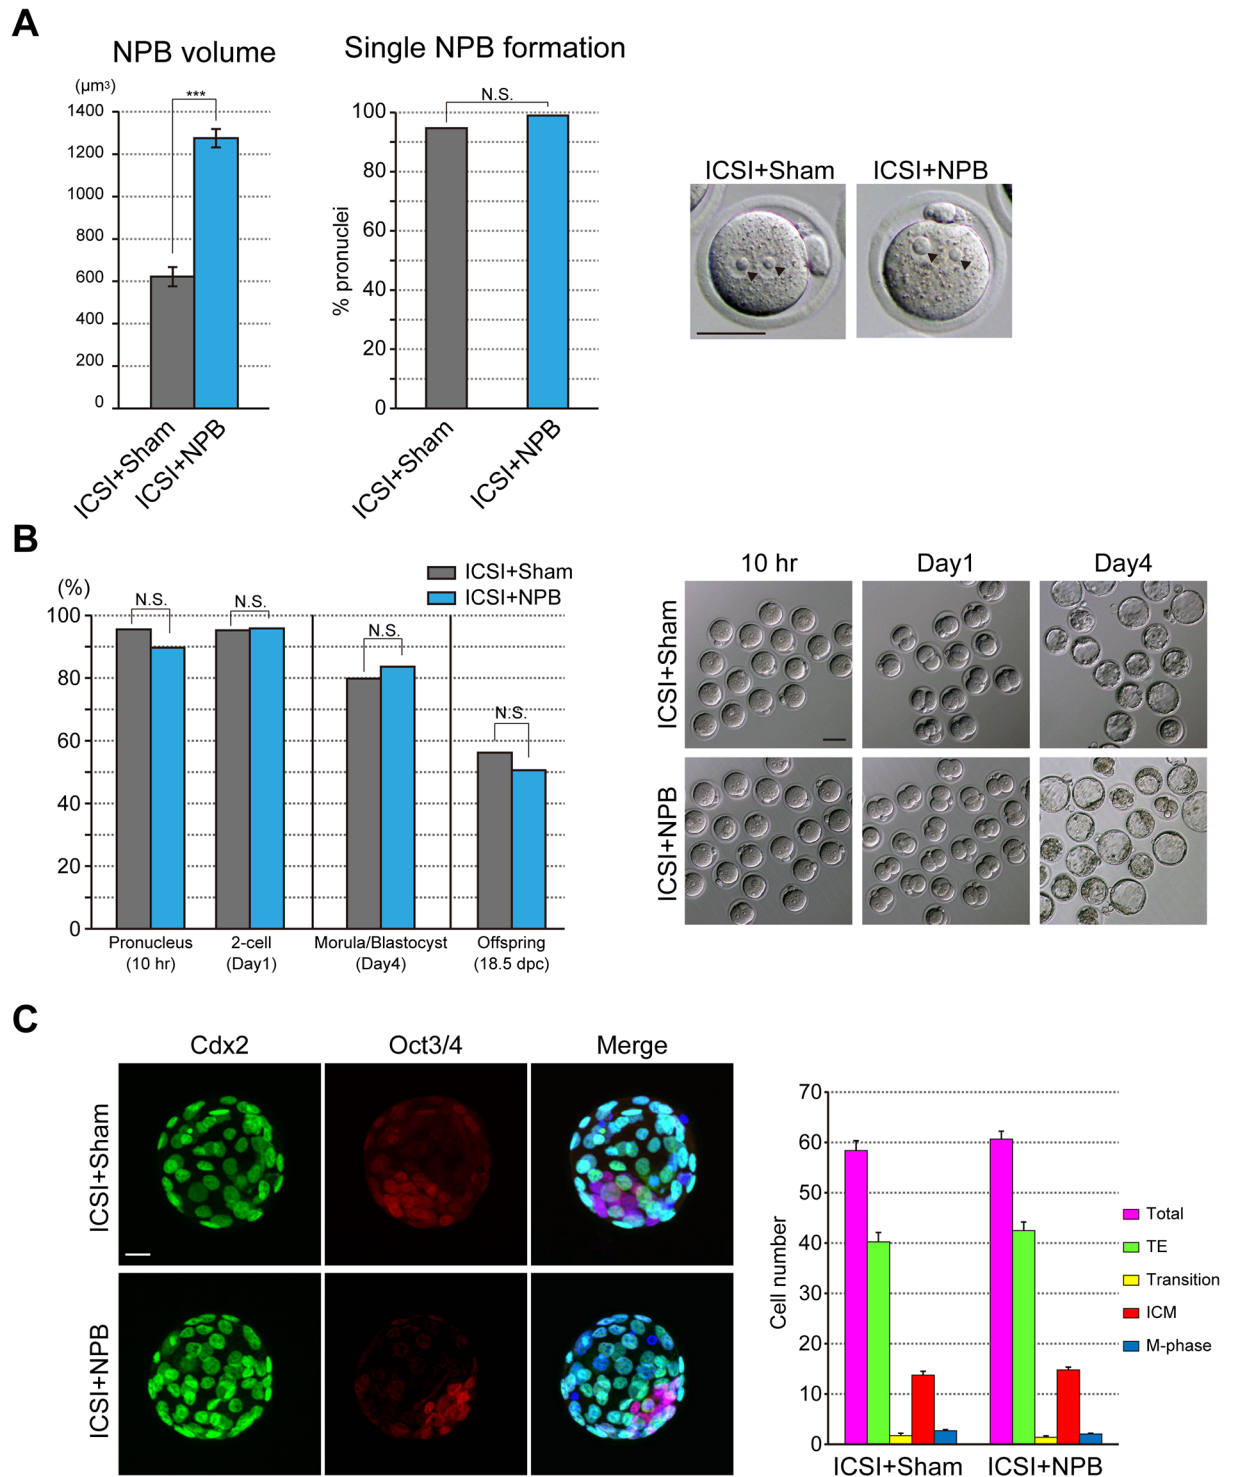 A
NPB volume
(µm³)
***
1400
1200
1000
800
600
400
200
0
ICSI+Sham
ICSI+NPB
Single NPB formation
N.S.
% pronuclei
100
80
60
40
20
0
ICSI+Sham
ICSI+NPB
ICSI+Sham
ICSI+NPB
B
(%)
ICSI+Sham
ICSI+NPB
N.S.
N.S.
N.S.
N.S.
100
80
60
40
20
0
Pronucleus
(10 hr)
2-cell
(Day1)
Morula/Blastocyst
(Day4)
Offspring
(18.5 dpc)
10 hr
Day1
Day4
ICSI+Sham
ICSI+NPB
C
Cdx2
Oct3/4
Merge
ICSI+Sham
ICSI+NPB
Cell number
70
60
50
40
30
20
10
0
ICSI+Sham
ICSI+NPB
Total
TE
Transition
ICM
M-phase